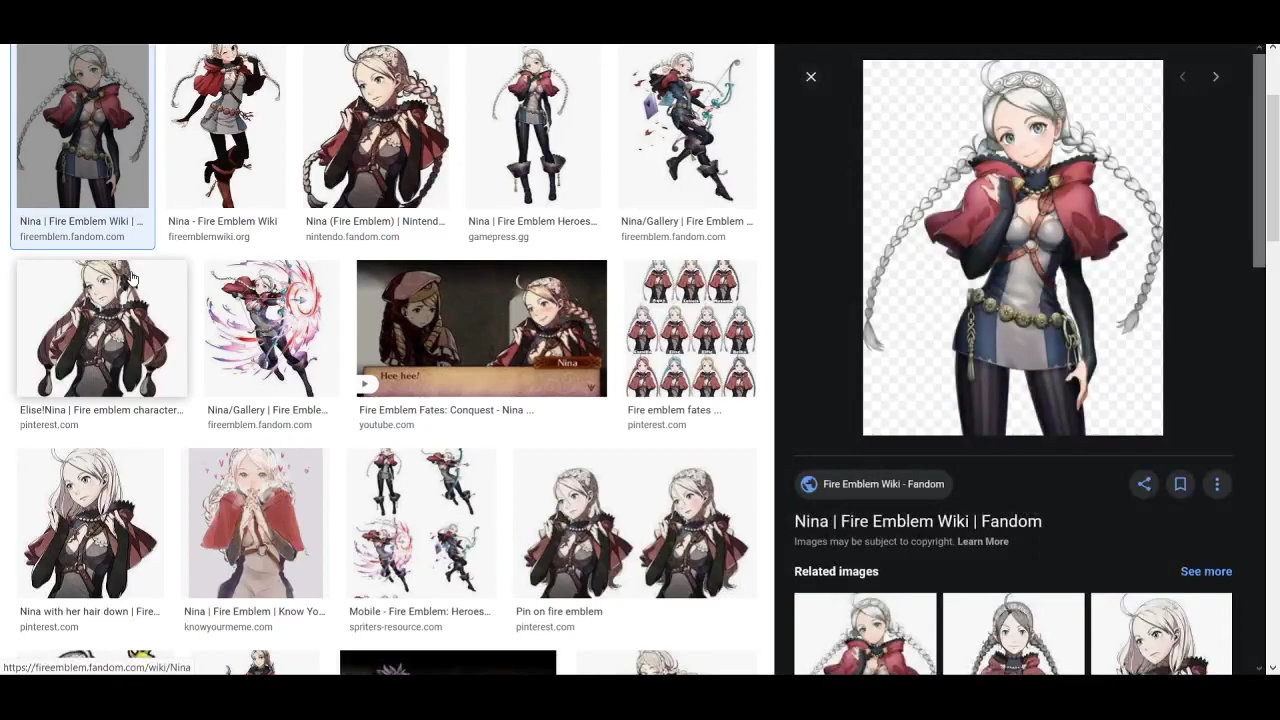 Nina | Fire Emblem Wiki | ...
fireemblem.fandom.com
Nina - Fire Emblem Wiki
fireemblemwiki.org
Nina (Fire Emblem) | Nintend...
nintendo.fandom.com
Nina | Fire Emblem Heroes...
gamepress.gg
Nina/Gallery | Fire Emblem ...
fireemblem.fandom.com
Nina
Hee hee!
Elise!Nina | Fire emblem character...
pinterest.com
Nina/Gallery | Fire Emble...
fireemblem.fandom.com
Fire Emblem Fates: Conquest - Nina ...
youtube.com
Fire emblem fates ...
pinterest.com
Nina with her hair down | Fire...
pinterest.com
Nina | Fire Emblem | Know Yo...
knowyourmeme.com
Mobile - Fire Emblem: Heroes...
spriters-resource.com
Pin on fire emblem
pinterest.com
https://fireemblem.fandom.com/wiki/Nina
Fire Emblem Wiki - Fandom
Nina | Fire Emblem Wiki | Fandom
Images may be subject to copyright. Learn More
Related images
See more